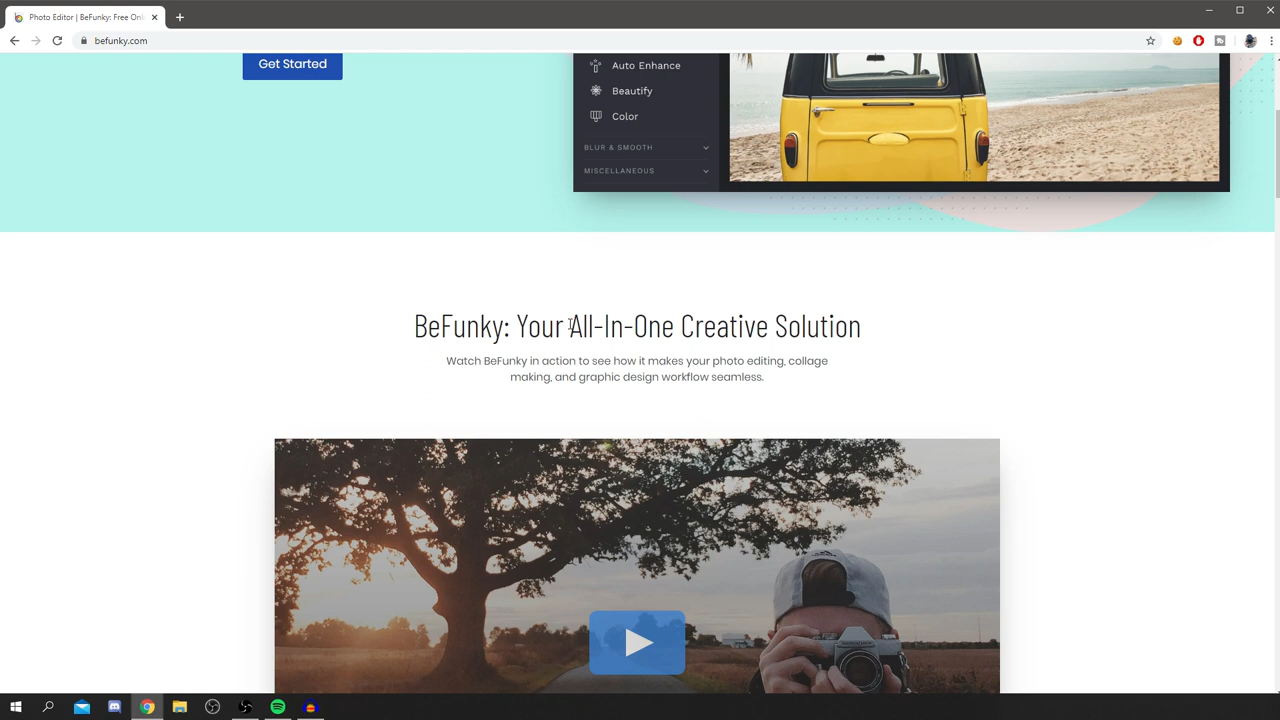 Photo Editor | BeFunky: Free Onl
befunky.com
Get Started
Auto Enhance
Beautify
Color
BLUR & SMOOTH
MISCELLANEOUS
BeFunky: Your All-In-One Creative Solution
Watch BeFunky in action to see how it makes your photo editing, collage
making, and graphic design workflow seamless.